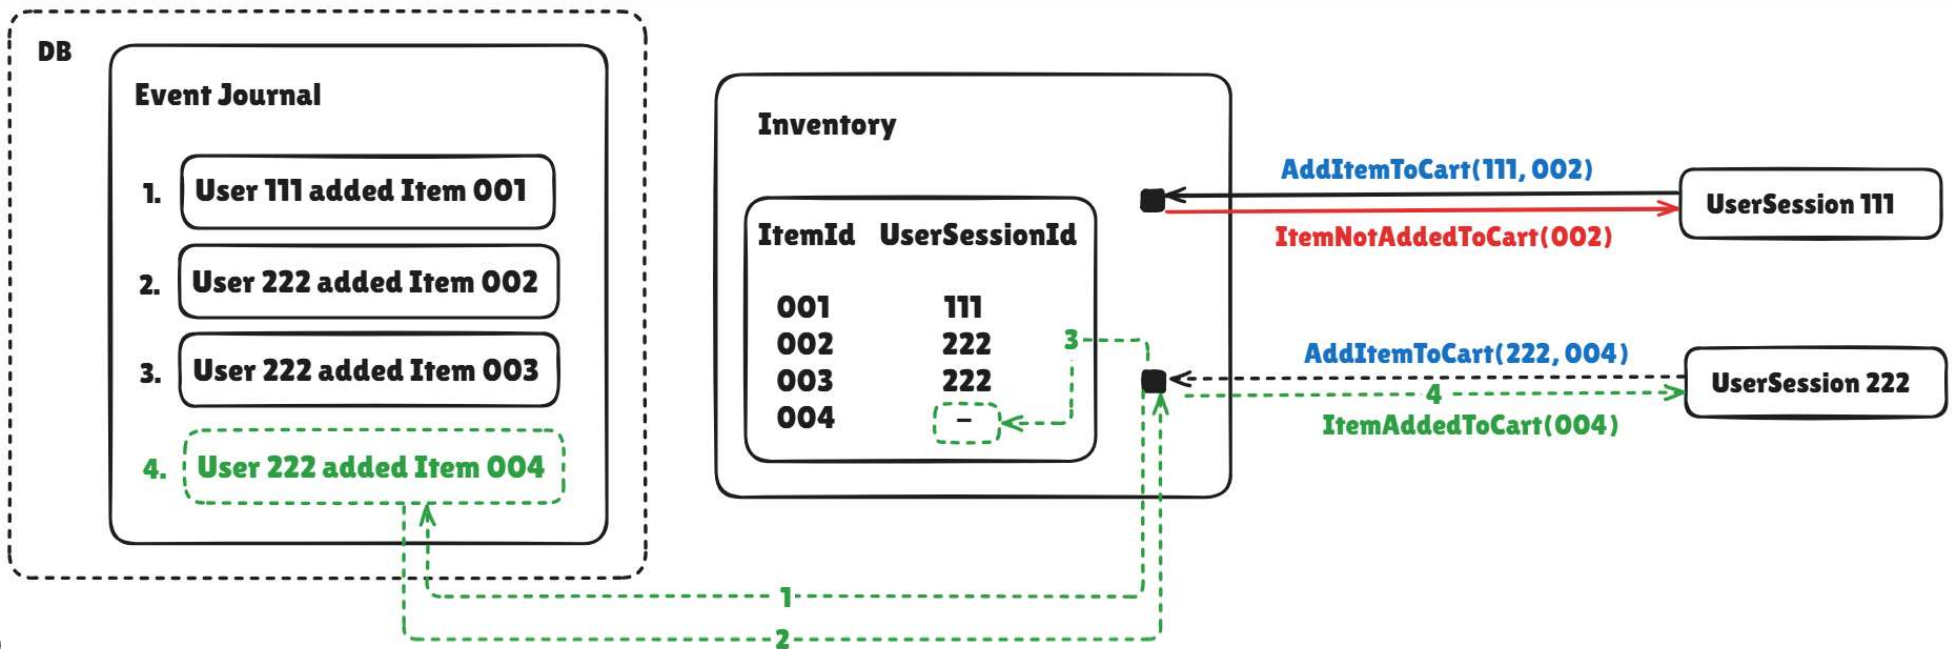 DB
Event Journal
1. User 111 added Item 001
2. User 222 added Item 002
3. User 222 added Item 003
4. User 222 added Item 004
Inventory
ItemId UserSessionId
001 111
002 222
003 222
004 –
3
1
2
AddItemToCart(111, 002)
ItemNotAddedToCart(002)
UserSession 111
AddItemToCart(222, 004)
4
ItemAddedToCart(004)
UserSession 222